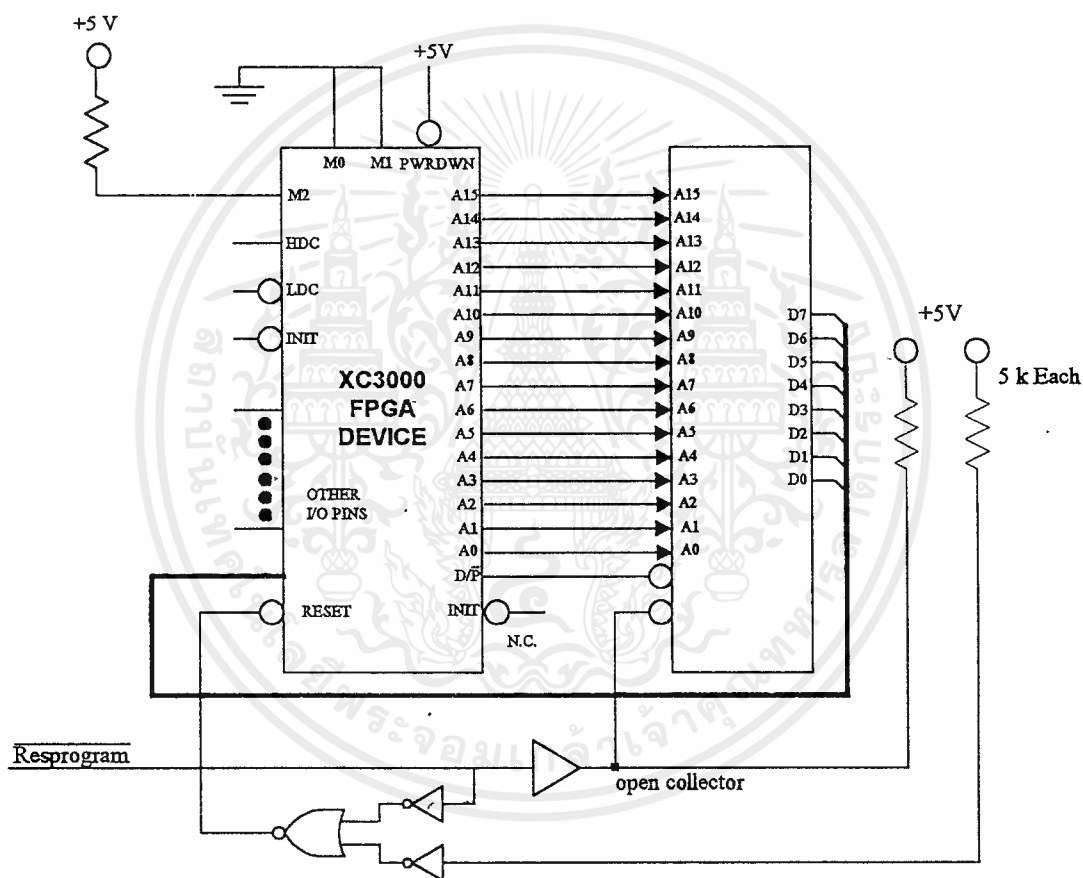 +5 V
+5V
M0
M1
PWRDWN
M2
HDC
LDC
INIT
XC3000
FPGA
DEVICE
OTHER
I/O PINS
RESET
A15
A14
A13
A12
A11
A10
A9
A8
A7
A6
A5
A4
A3
A2
A1
A0
D/P̅
INIT
N.C.
A15
A14
A13
A12
A11
A10
A9
A8
A7
A6
A5
A4
A3
A2
A1
A0
D7
D6
D5
D4
D3
D2
D1
D0
+5V
5 k Each
Resprogram
open collector